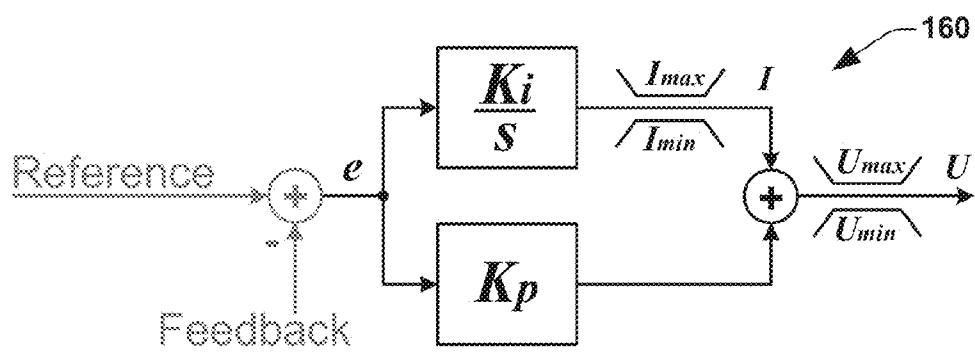 160
Ki
s
Imax
I
Imin
Reference
e
+
-
+
Umax
U
Umin
Kp
Feedback